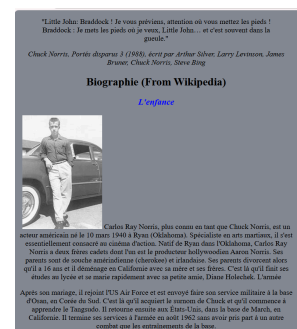 "Little John: Braddock ! Je vous préviens, attention où vous mettez les pieds !
Braddock : Je mets les pieds où je veux, Little John… et c'est souvent dans la
gueule."
Chuck Norris, Portés disparus 3 (1988), écrit par Arthur Silver, Larry Levinson, James
Bruner, Chuck Norris, Steve Bing
Biographie (From Wikipedia)
L'enfance
Carlos Ray Norris, plus connu en tant que Chuck Norris, est un
acteur américain né le 10 mars 1940 à Ryan (Oklahoma). Spécialiste en arts martiaux, il s'est
essentiellement consacré au cinéma d'action. Natif de Ryan dans l'Oklahoma, Carlos Ray
Norris a deux frères cadets dont l'un est le producteur hollywoodien Aaron Norris. Ses
parents sont de souche amérindienne (cherokee) et irlandaise. Ses parents divorcent alors
qu'il a 16 ans et il déménage en Californie avec sa mère et ses frères. C'est là qu'il finit ses
études au lycée et se marie rapidement avec sa petite amie, Diane Holechek. L'armée
Après son mariage, il rejoint l'US Air Force et est envoyé faire son service militaire à la base
d'Osan, en Corée du Sud. C'est là qu'il acquiert le surnom de Chuck et qu'il commence à
apprendre le Tangsudo. Il retourne ensuite aux États-Unis, dans la base de March, en
Californie. Il termine ses services à l'armée en août 1962 sans avoir pris part à un autre
combat que les entraînements de la base.